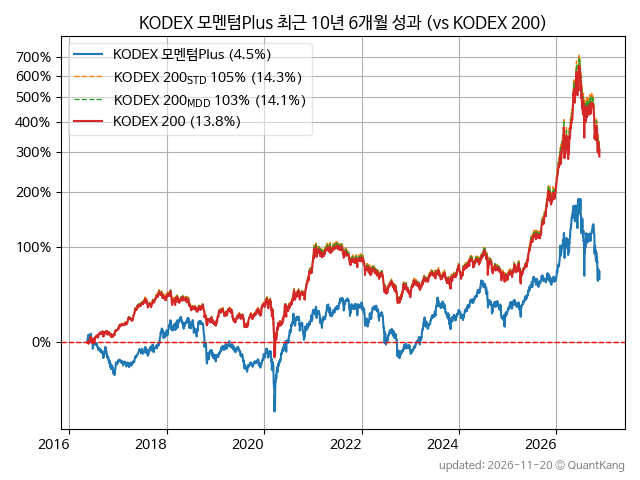 KODEX 모멘텀Plus 최근 10년 6개월 성과 (vs KODEX 200)
KODEX 모멘텀Plus (4.5%)
KODEX 200STD 105% (14.3%)
KODEX 200MDD 103% (14.1%)
KODEX 200 (13.8%)
700%
600%
500%
400%
300%
200%
100%
0%
2016 2018 2020 2022 2024 2026
updated: 2026-11-20 © QuantKang